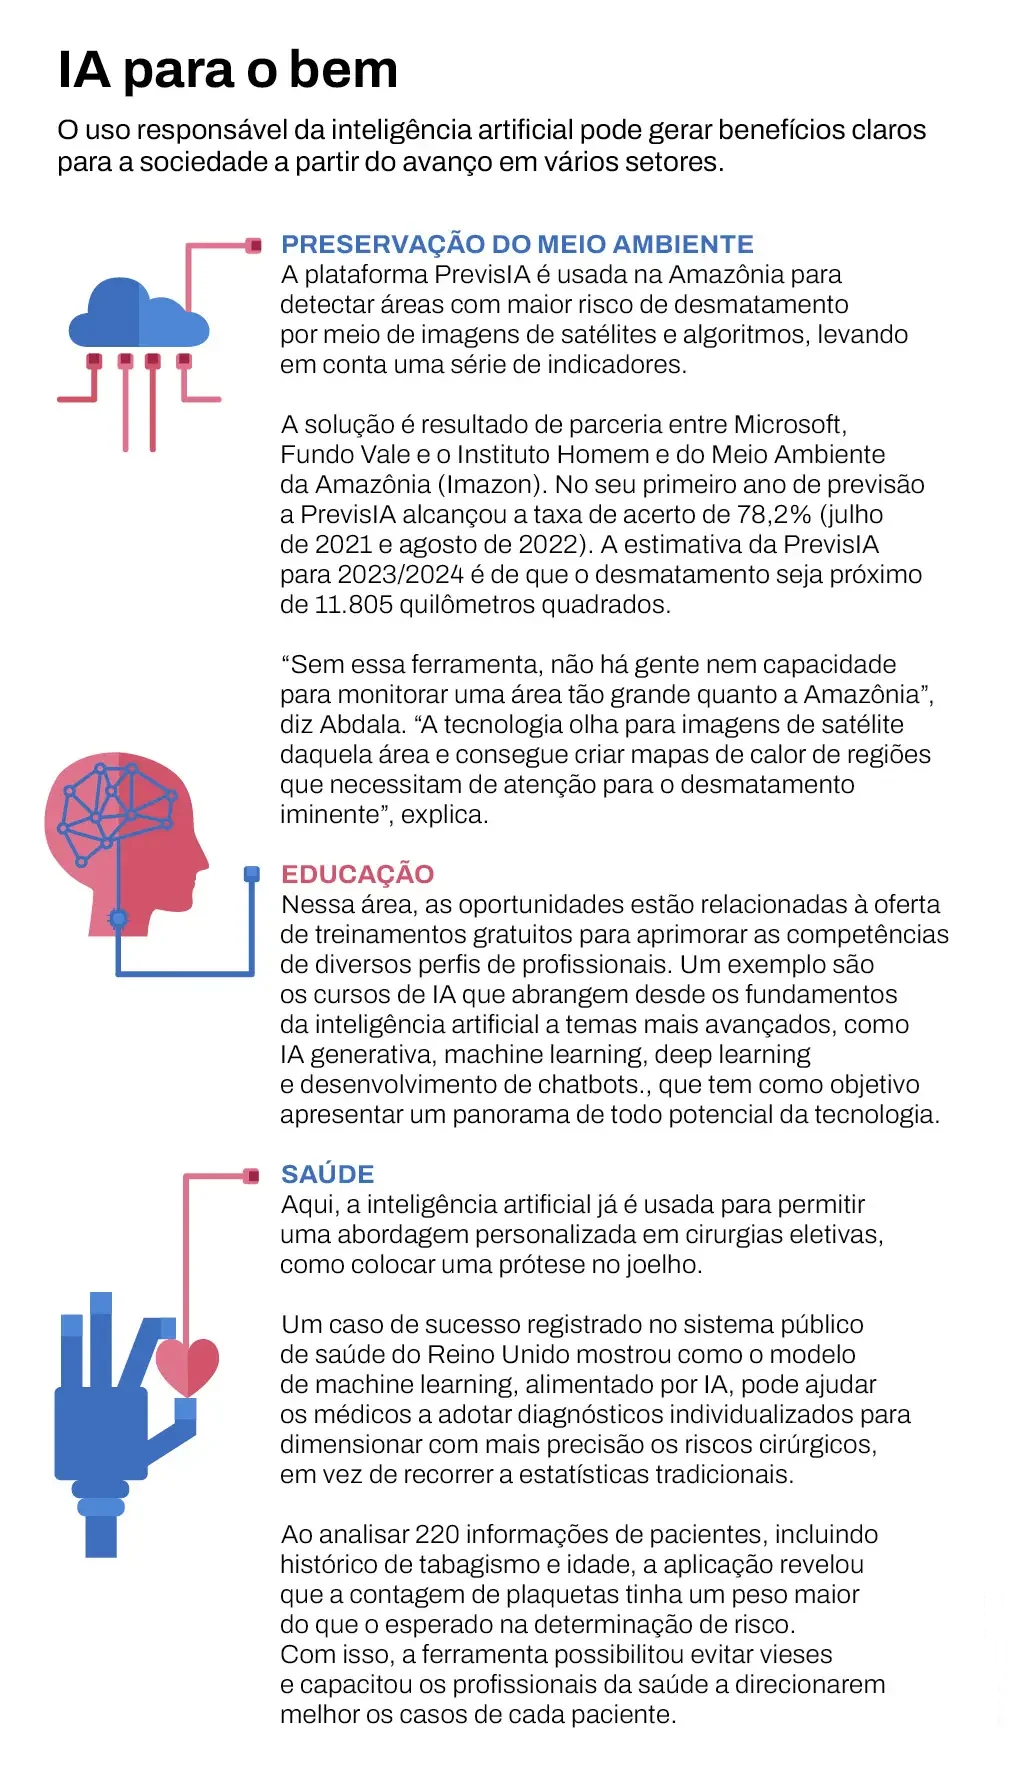 IA para o bem
O uso responsável da inteligência artificial pode gerar benefícios claros
para a sociedade a partir do avanço em vários setores.
PRESERVAÇÃO DO MEIO AMBIENTE
A plataforma PrevisIA é usada na Amazônia para
detectar áreas com maior risco de desmatamento
por meio de imagens de satélites e algoritmos, levando
em conta uma série de indicadores.
A solução é resultado de parceria entre Microsoft,
Fundo Vale e o Instituto Homem e do Meio Ambiente
da Amazônia (Imazon). No seu primeiro ano de previsão
a PrevisIA alcançou a taxa de acerto de 78,2% (julho
de 2021 e agosto de 2022). A estimativa da PrevisIA
para 2023/2024 é de que o desmatamento seja próximo
de 11.805 quilômetros quadrados.
“Sem essa ferramenta, não há gente nem capacidade
para monitorar uma área tão grande quanto a Amazônia”,
diz Abdala. “A tecnologia olha para imagens de satélite
daquela área e consegue criar mapas de calor de regiões
que necessitam de atenção para o desmatamento
iminente”, explica.
EDUCAÇÃO
Nessa área, as oportunidades estão relacionadas à oferta
de treinamentos gratuitos para aprimorar as competências
de diversos perfis de profissionais. Um exemplo são
os cursos de IA que abrangem desde os fundamentos
da inteligência artificial a temas mais avançados, como
IA generativa, machine learning, deep learning
e desenvolvimento de chatbots., que tem como objetivo
apresentar um panorama de todo potencial da tecnologia.
SAÚDE
Aqui, a inteligência artificial já é usada para permitir
uma abordagem personalizada em cirurgias eletivas,
como colocar uma prótese no joelho.
Um caso de sucesso registrado no sistema público
de saúde do Reino Unido mostrou como o modelo
de machine learning, alimentado por IA, pode ajudar
os médicos a adotar diagnósticos individualizados para
dimensionar com mais precisão os riscos cirúrgicos,
em vez de recorrer a estatísticas tradicionais.
Ao analisar 220 informações de pacientes, incluindo
histórico de tabagismo e idade, a aplicação revelou
que a contagem de plaquetas tinha um peso maior
do que o esperado na determinação de risco.
Com isso, a ferramenta possibilitou evitar vieses
e capacitou os profissionais da saúde a direcionarem
melhor os casos de cada paciente.